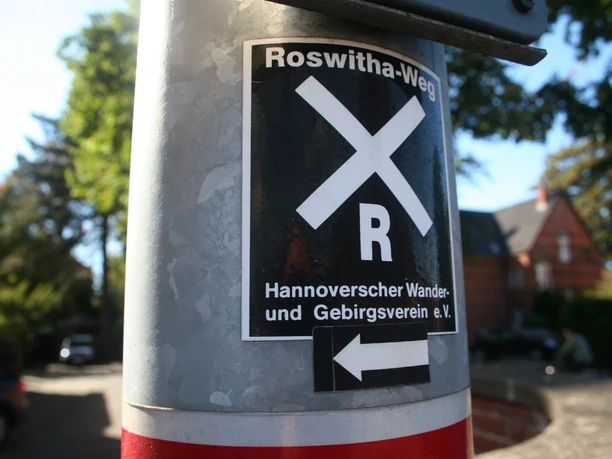 Roswitha-Weg
R
Hannoverscher Wander-
und Gebirgsverein e.V.